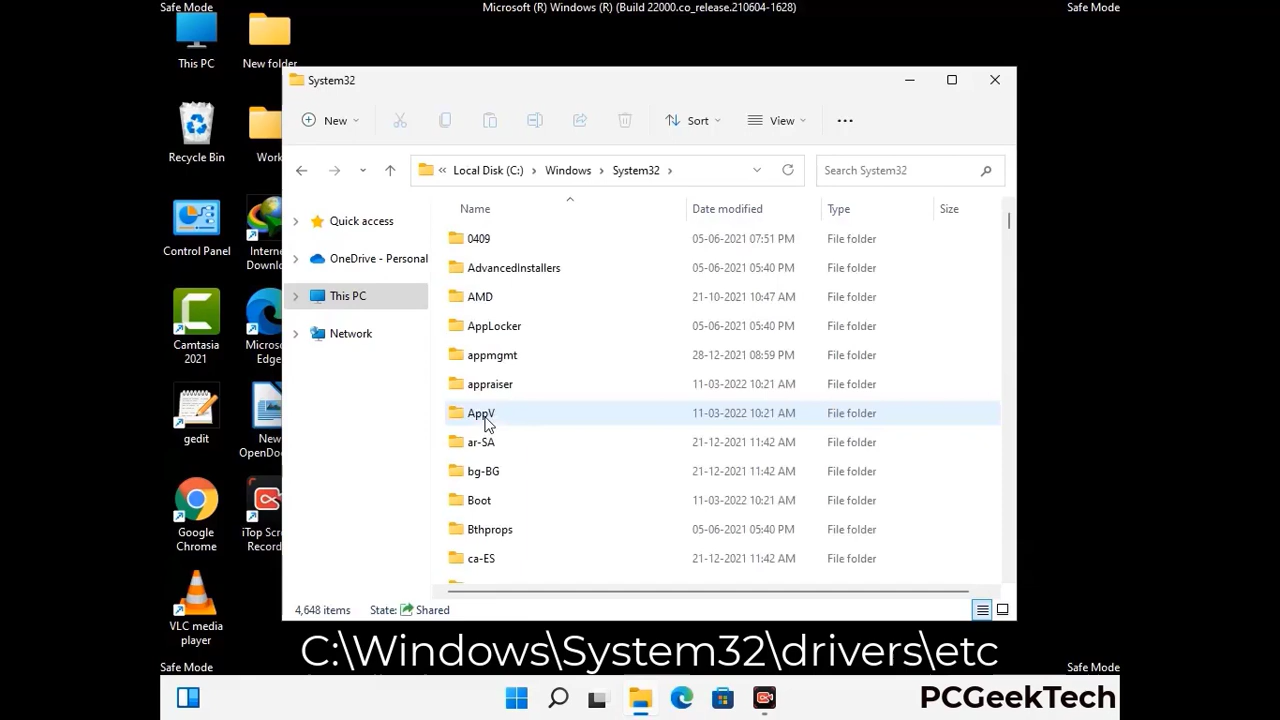 Safe Mode
Microsoft (R) Windows (R) (Build 22000.co_release.210604-1628)
Safe Mode
This PC
New folder
Recycle Bin
Work
Control Panel
Internet
Downlo
Camtasia
2021
Micros
Edge
gedit
New
OpenDo
Google
Chrome
iTop Scr
Record
VLC media
player
System32
New
Sort
View
Local Disk (C:)
Windows
System32
Search System32
Quick access
OneDrive - Personal
This PC
Network
Name Date modified Type Size
0409 05-06-2021 07:51 PM File folder
AdvancedInstallers 05-06-2021 05:40 PM File folder
AMD 21-10-2021 10:47 AM File folder
AppLocker 05-06-2021 05:40 PM File folder
appmgmt 28-12-2021 08:59 PM File folder
appraiser 11-03-2022 10:21 AM File folder
AppV 11-03-2022 10:21 AM File folder
ar-SA 21-12-2021 11:42 AM File folder
bg-BG 21-12-2021 11:42 AM File folder
Boot 11-03-2022 10:21 AM File folder
Bthprops 05-06-2021 05:40 PM File folder
ca-ES 21-12-2021 11:42 AM File folder
4,648 items State: Shared
C:\Windows\System32\drivers\etc
Safe Mode
Safe Mode
PCGeekTech